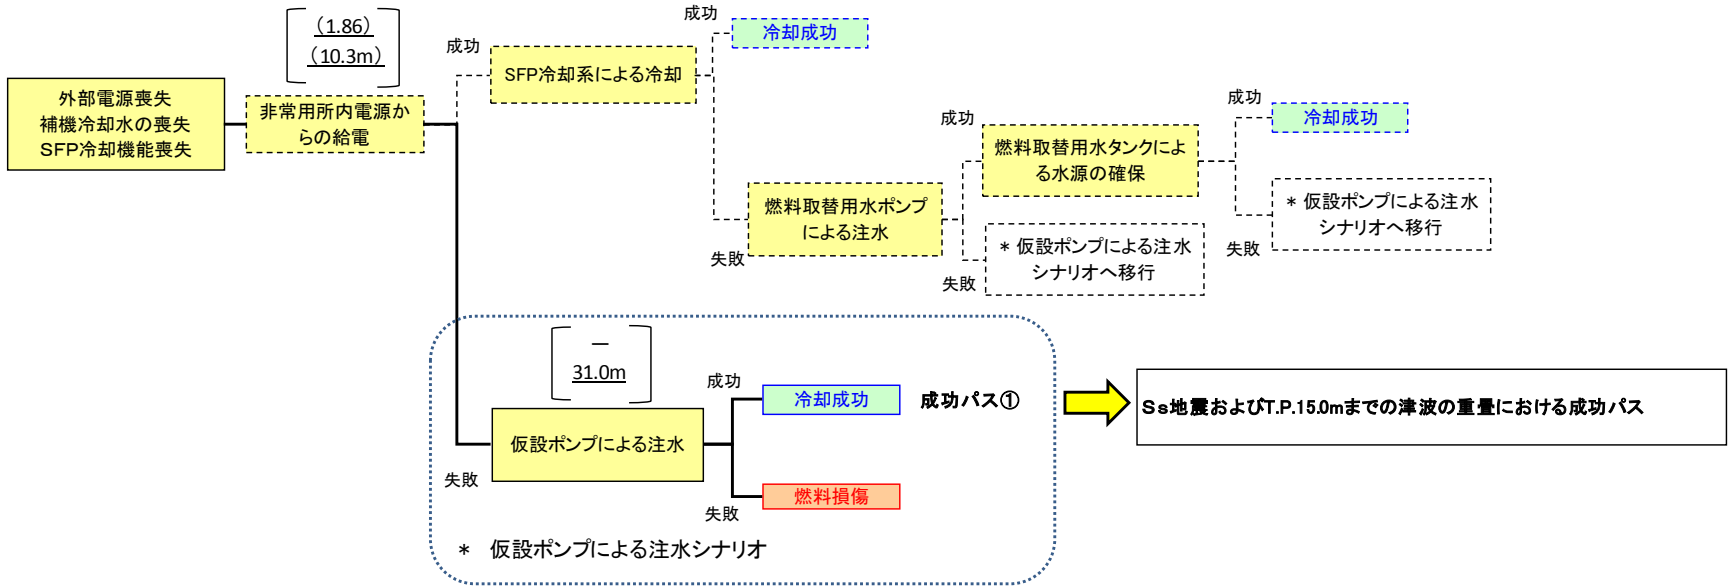 (1.86)
(10.3m)
外部電源喪失
補機冷却水の喪失
SFP冷却機能喪失
非常用所内電源か
らの給電
成功
SFP冷却系による冷却
成功
冷却成功
失敗
燃料取替用水ポンプ
による注水
成功
燃料取替用水タンクによ
る水源の確保
成功
冷却成功
失敗
* 仮設ポンプによる注水
シナリオへ移行
失敗
* 仮設ポンプによる注水
シナリオへ移行
失敗
―
31.0m
仮設ポンプによる注水
成功
冷却成功
成功パス①
失敗
燃料損傷
* 仮設ポンプによる注水シナリオ
Ss地震およびT.P.15.0mまでの津波の重畳における成功パス